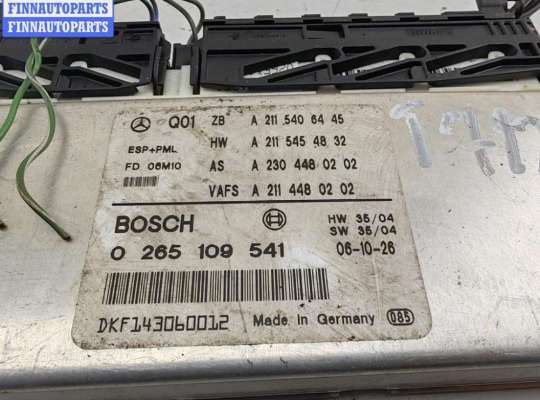 FINNAUTOPARTS
FINNAUTOPARTS
FINNAUTOPARTS
Q01 ZB A 211 540 64 45
HW A 211 545 48 32
ESP+PML
FD 06M10 AS A 230 448 02 02
VAFS A 211 448 02 02
BOSCH HW 35/04
SW 35/04
0 265 109 541 06-10-26
DKF143060012 Made in Germany 085